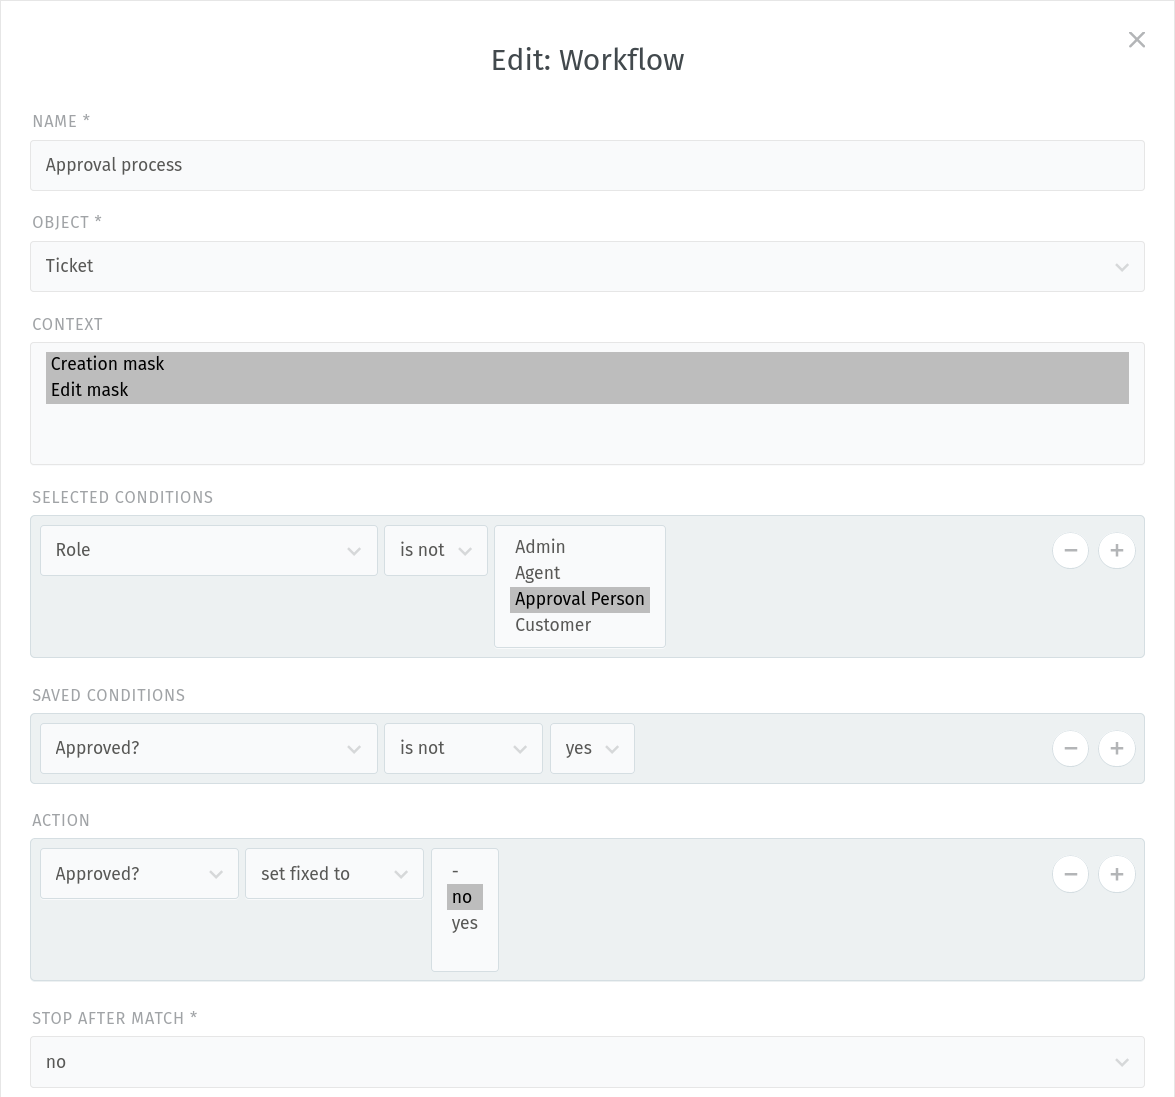 Edit: Workflow
NAME *
Approval process
OBJECT *
Ticket
CONTEXT
Creation mask
Edit mask
SELECTED CONDITIONS
Role
is not
Admin
Agent
Approval Person
Customer
SAVED CONDITIONS
Approved?
is not
yes
ACTION
Approved?
set fixed to
-
no
yes
STOP AFTER MATCH *
no